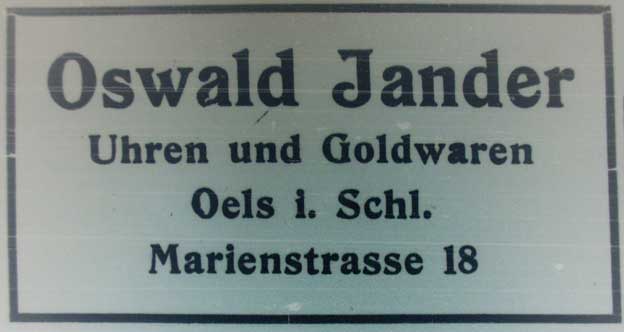 Oswald Jander
Uhren und Goldwaren
Oels i. Schl.
Marienstrasse 18